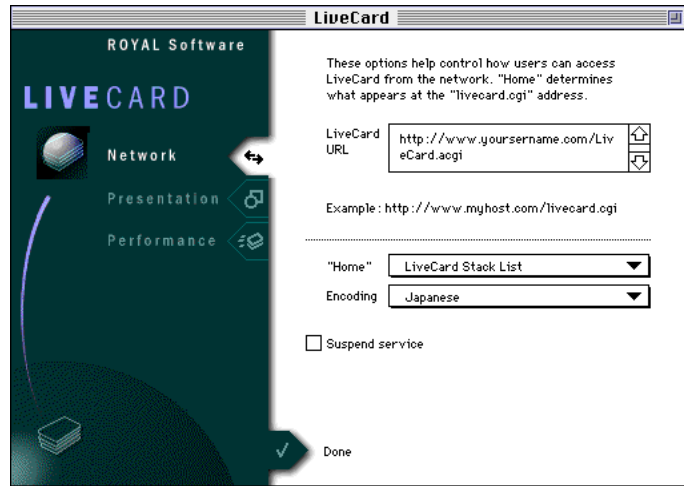 LiveCard
ROYAL Software
LIVECARD
Network
Presentation
Performance
These options help control how users can access
LiveCard from the network. "Home" determines
what appears at the "livecard.cgi" address.
LiveCard
URL
http://www.yoursername.com/Liv
eCard.acgi
Example: http://www.myhost.com/livecard.cgi
"Home"
LiveCard Stack List
Encoding
Japanese
Suspend service
Done